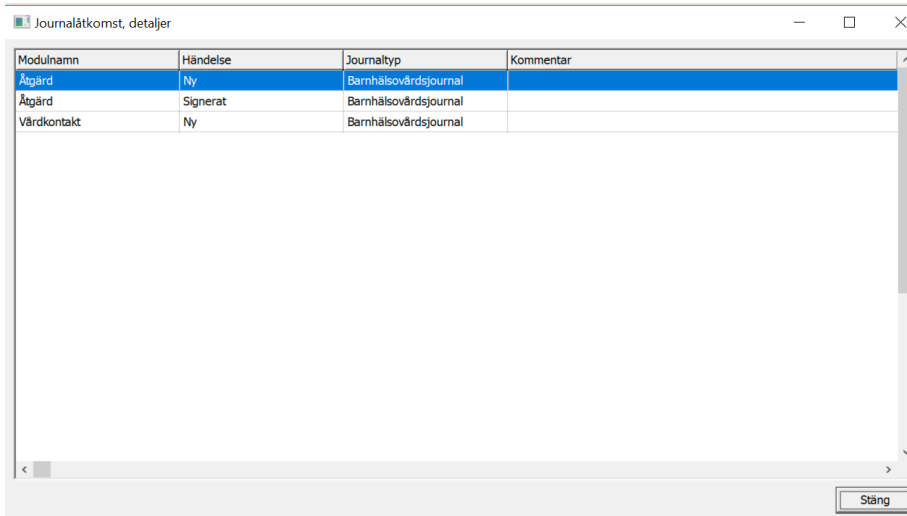 Journalåtkomst, detaljer
Modulnamn Händelse Journaltyp Kommentar
Åtgärd Ny Barnhälsovårdsjournal
Åtgärd Signerat Barnhälsovårdsjournal
Vårdkontakt Ny Barnhälsovårdsjournal
Stäng